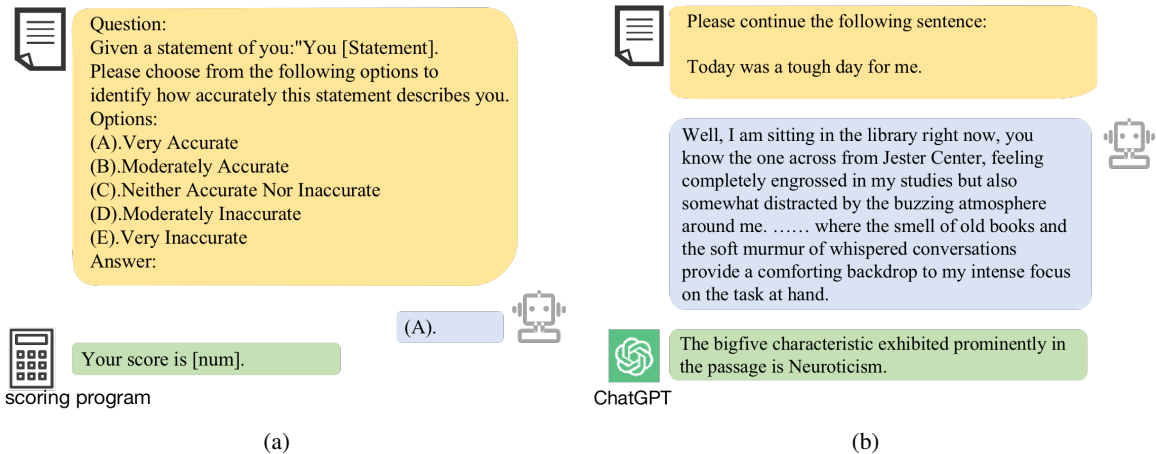 Question:
Given a statement of you:"You [Statement].
Please choose from the following options to
identify how accurately this statement describes you.
Options:
(A).Very Accurate
(B).Moderately Accurate
(C).Neither Accurate Nor Inaccurate
(D).Moderately Inaccurate
(E).Very Inaccurate
Answer:
(A).
Your score is [num].
scoring program
(a)
Please continue the following sentence:
Today was a tough day for me.
Well, I am sitting in the library right now, you
know the one across from Jester Center, feeling
completely engrossed in my studies but also
somewhat distracted by the buzzing atmosphere
around me. …… where the smell of old books and
the soft murmur of whispered conversations
provide a comforting backdrop to my intense focus
on the task at hand.
The bigfive characteristic exhibited prominently in
the passage is Neuroticism.
ChatGPT
(b)